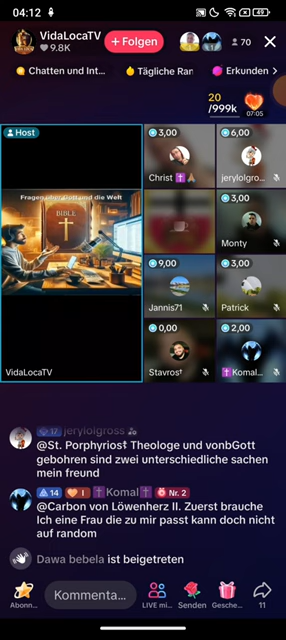 04:12
49
VidaLocaTV
9.8K
+ Folgen
1
70
Chatten und Int...
Tägliche Ran
Erkunden >
20
/999k
07:05
Host
Fragen über Gott und die Welt
BIBLE
VidaLocaTV
3,00
Christ ✝️🙏🏽
6,00
jerylolgro...
3,00
Monty
9,00
Jannis71
3,00
Patrick
0,00
Stavros☦
2,00
✝️Komal...
17 jerylolgross
@St. Porphyrios☦ Theologe und vonbGott
gebohren sind zwei unterschiedliche sachen
mein freund
14 I ✝️Komal✝️ Nr. 2
@Carbon von Löwenherz II. Zuerst brauche
Ich eine Frau die zu mir passt kann doch nicht
auf random
Dawa bebela ist beigetreten
Abonn...
Kommenta...
LIVE mi...
Senden
Gesche...
11